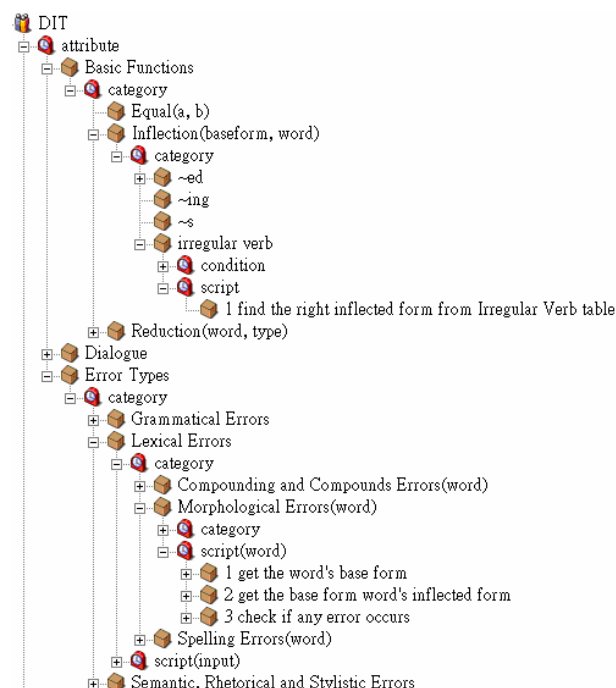 DIT
attribute
Basic Functions
category
Equal(a, b)
Inflection(baseform, word)
category
~ed
~ing
~s
irregular verb
condition
script
1 find the right inflected form from Irregular Verb table
Reduction(word, type)
Dialogue
Error Types
category
Grammatical Errors
Lexical Errors
category
Compounding and Compounds Errors(word)
Morphological Errors(word)
category
script(word)
1 get the word's base form
2 get the base form word's inflected form
3 check if any error occurs
Spelling Errors(word)
script(input)
Semantic, Rhetorical and Stylistic Errors